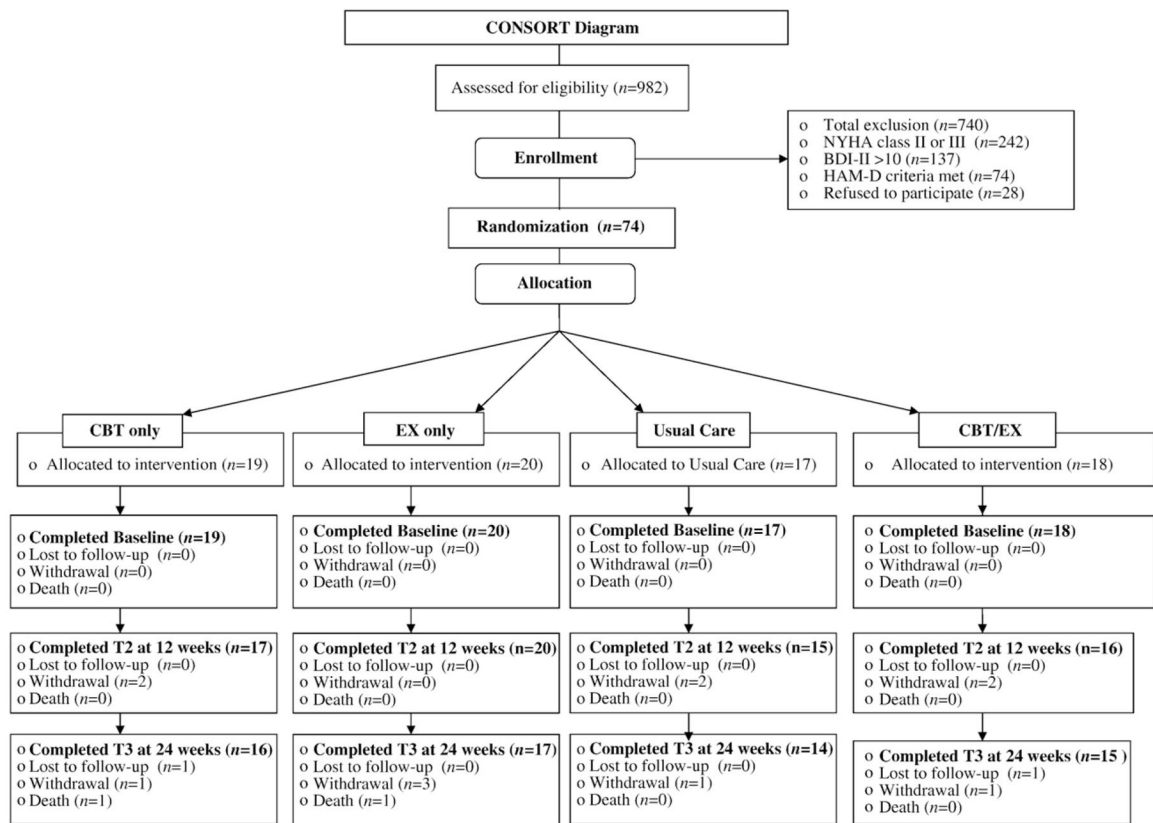 CONSORT Diagram
Assessed for eligibility (n=982)
o Total exclusion (n=740)
o NYHA class II or III (n=242)
o BDI-II >10 (n=137)
o HAM-D criteria met (n=74)
o Refused to participate (n=28)
Enrollment
Randomization (n=74)
Allocation
CBT only
o Allocated to intervention (n=19)
EX only
o Allocated to intervention (n=20)
Usual Care
o Allocated to Usual Care (n=17)
CBT/EX
o Allocated to intervention (n=18)
o Completed Baseline (n=19)
o Lost to follow-up (n=0)
o Withdrawal (n=0)
o Death (n=0)
o Completed Baseline (n=20)
o Lost to follow-up (n=0)
o Withdrawal (n=0)
o Death (n=0)
o Completed Baseline (n=17)
o Lost to follow-up (n=0)
o Withdrawal (n=0)
o Death (n=0)
o Completed Baseline (n=18)
o Lost to follow-up (n=0)
o Withdrawal (n=0)
o Death (n=0)
o Completed T2 at 12 weeks (n=17)
o Lost to follow-up (n=0)
o Withdrawal (n=2)
o Death (n=0)
o Completed T2 at 12 weeks (n=20)
o Lost to follow-up (n=0)
o Withdrawal (n=0)
o Death (n=0)
o Completed T2 at 12 weeks (n=15)
o Lost to follow-up (n=0)
o Withdrawal (n=2)
o Death (n=0)
o Completed T2 at 12 weeks (n=16)
o Lost to follow-up (n=0)
o Withdrawal (n=2)
o Death (n=0)
o Completed T3 at 24 weeks (n=16)
o Lost to follow-up (n=1)
o Withdrawal (n=1)
o Death (n=1)
o Completed T3 at 24 weeks (n=17)
o Lost to follow-up (n=0)
o Withdrawal (n=3)
o Death (n=1)
o Completed T3 at 24 weeks (n=14)
o Lost to follow-up (n=0)
o Withdrawal (n=1)
o Death (n=0)
o Completed T3 at 24 weeks (n=15 )
o Lost to follow-up (n=1)
o Withdrawal (n=1)
o Death (n=0)